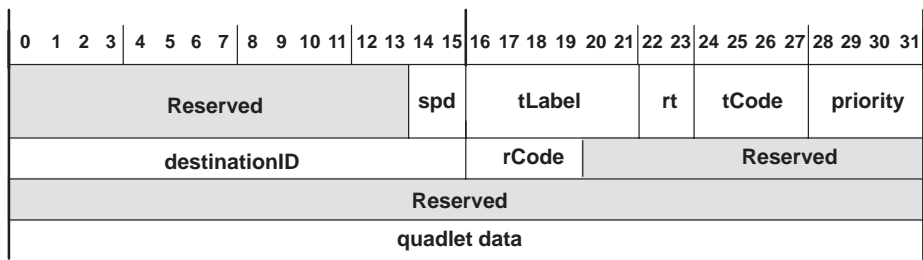 0 1 2 3 4 5 6 7 8 9 10 11 12 13 14 15 16 17 18 19 20 21 22 23 24 25 26 27 28 29 30 31
Reserved spd tLabel rt tCode priority
destinationID rCode Reserved
Reserved
quadlet data